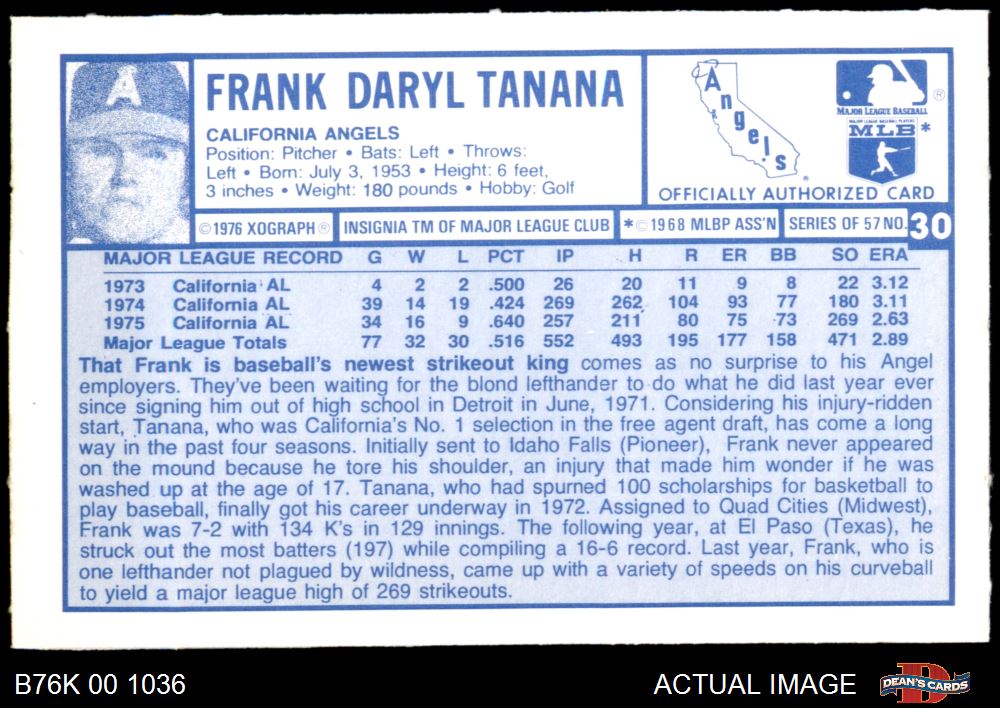 A
FRANK DARYL TANANA
CALIFORNIA ANGELS
Position: Pitcher • Bats: Left • Throws:
Left • Born: July 3, 1953 • Height: 6 feet,
3 inches • Weight: 180 pounds • Hobby: Golf
Angels
®
MAJOR LEAGUE BASEBALL
®
MAJOR LEAGUE BASEBALL PLAYERS
MLB*
OFFICIALLY AUTHORIZED CARD
©1976 XOGRAPH® INSIGNIA TM OF MAJOR LEAGUE CLUB *©1968 MLBP ASS'N SERIES OF 57 NO. 30
MAJOR LEAGUE RECORD G W L PCT IP H R ER BB SO ERA
1973 California AL 4 2 2 .500 26 20 11 9 8 22 3.12
1974 California AL 39 14 19 .424 269 262 104 93 77 180 3.11
1975 California AL 34 16 9 .640 257 211 80 75 73 269 2.63
Major League Totals 77 32 30 .516 552 493 195 177 158 471 2.89
That Frank is baseball's newest strikeout king comes as no surprise to his Angel
employers. They've been waiting for the blond lefthander to do what he did last year ever
since signing him out of high school in Detroit in June, 1971. Considering his injury-ridden
start, Tanana, who was California's No. 1 selection in the free agent draft, has come a long
way in the past four seasons. Initially sent to Idaho Falls (Pioneer), Frank never appeared
on the mound because he tore his shoulder, an injury that made him wonder if he was
washed up at the age of 17. Tanana, who had spurned 100 scholarships for basketball to
play baseball, finally got his career underway in 1972. Assigned to Quad Cities (Midwest),
Frank was 7-2 with 134 K's in 129 innings. The following year, at El Paso (Texas), he
struck out the most batters (197) while compiling a 16-6 record. Last year, Frank, who is
one lefthander not plagued by wildness, came up with a variety of speeds on his curveball
to yield a major league high of 269 strikeouts.
B76K 00 1036
ACTUAL IMAGE
D
DEAN'S CARDS